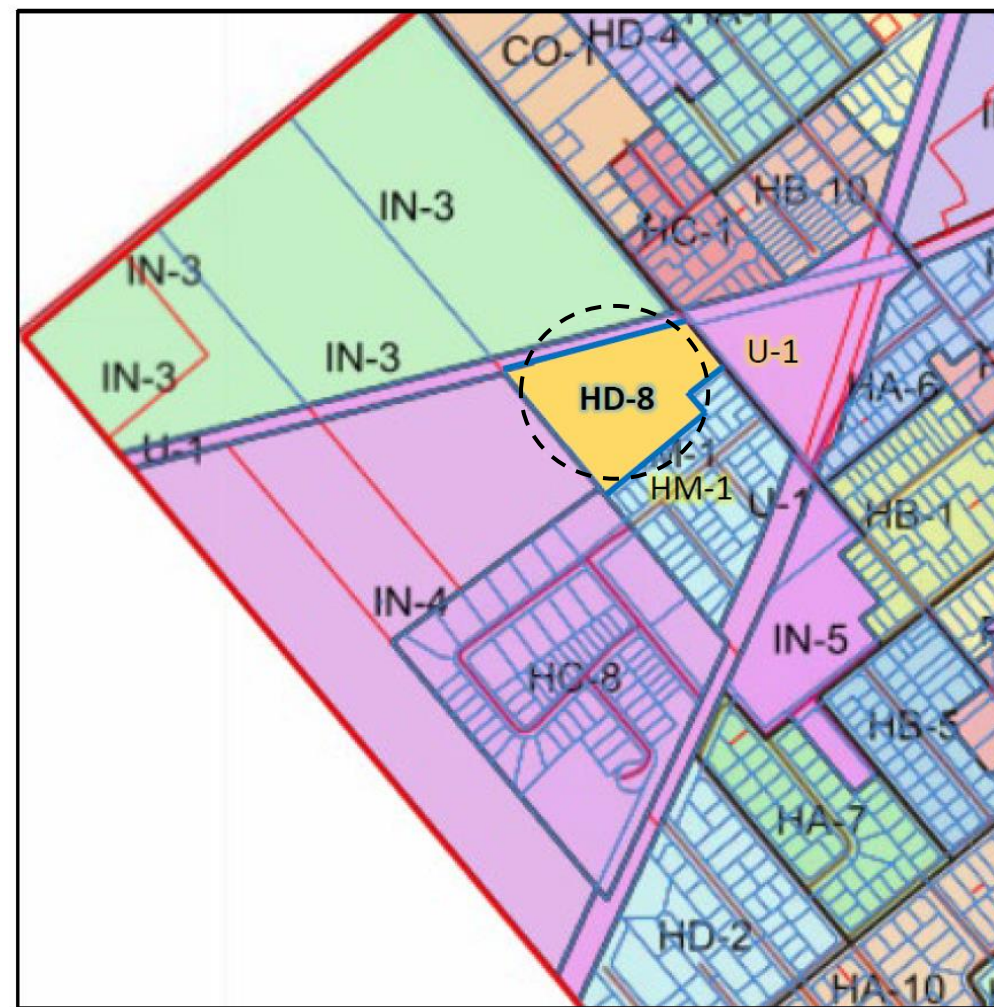 HD-4
CO-1
HB-10
IN-3
HC-1
IN-3
IN-3
U-1
IN-3
HA-6
HD-8
U-1
M-1
HM-1
U-1
HB-1
IN-4
IN-5
HC-8
HB-5
HA-7
HD-2
HA-10